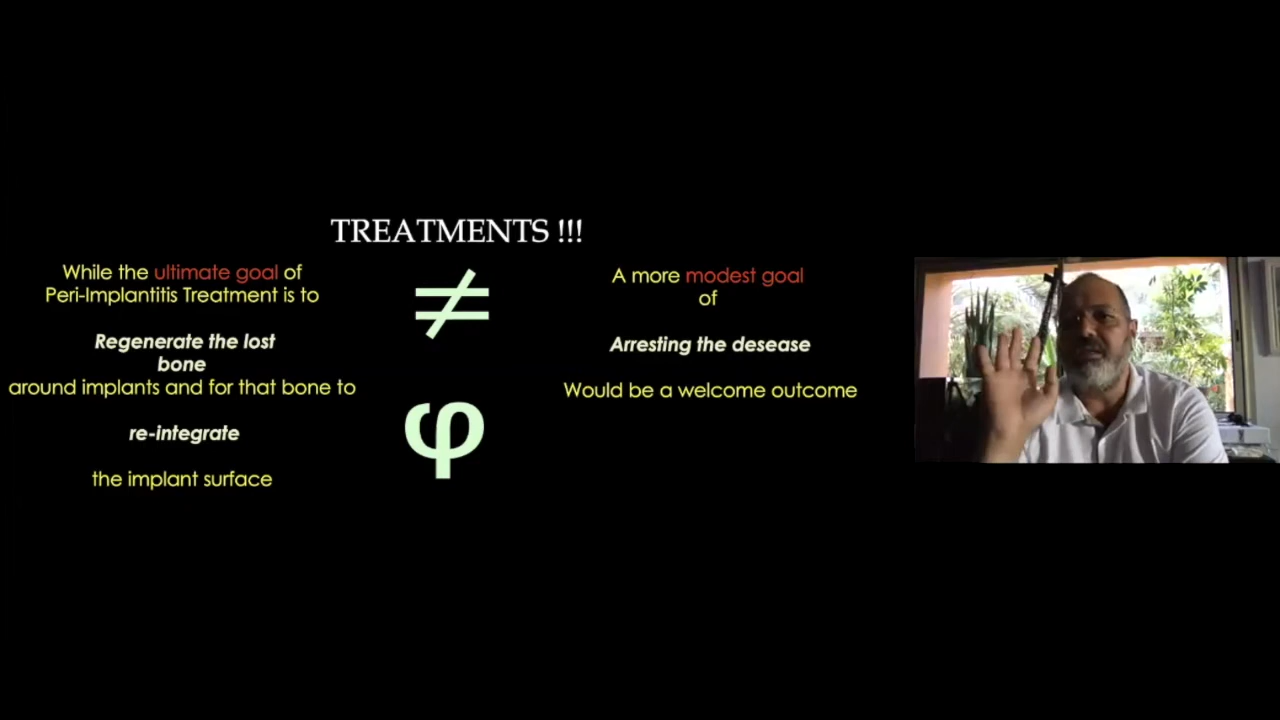 TREATMENTS !!!
While the ultimate goal of
Peri-Implantitis Treatment is to
Regenerate the lost
bone
around implants and for that bone to
re-integrate
the implant surface
≠
φ
A more modest goal
of
Arresting the desease
Would be a welcome outcome